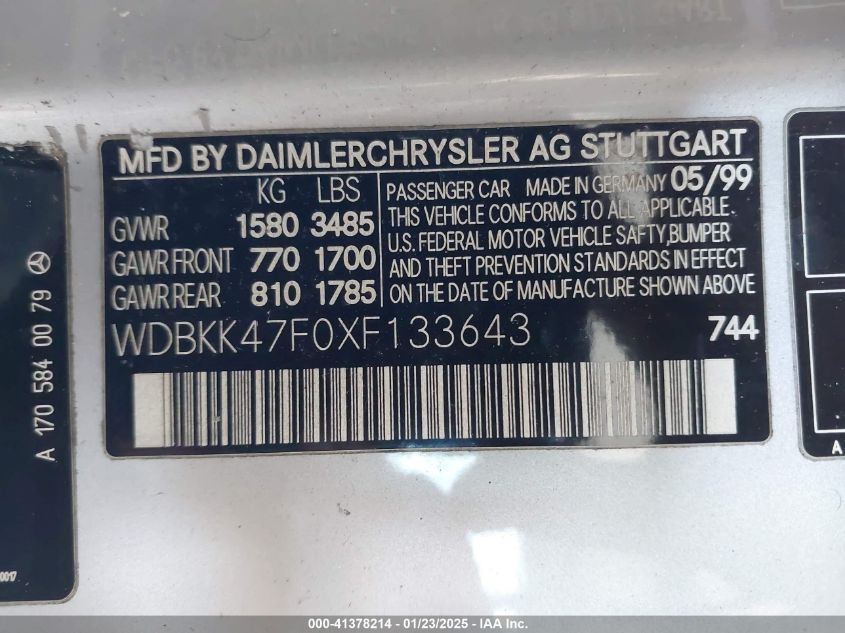 MFD BY DAIMLERCHRYSLER AG STUTTGART
KG LBS
GVWR 1580 3485
GAWR FRONT 770 1700
GAWR REAR 810 1785
PASSENGER CAR MADE IN GERMANY 05/99
THIS VEHICLE CONFORMS TO ALL APPLICABLE
U.S. FEDERAL MOTOR VEHICLE SAFTY,BUMPER
AND THEFT PREVENTION STANDARDS IN EFFECT
ON THE DATE OF MANUFACTURE SHOWN ABOVE.
WDBKK47F0XF133643 744
A 170 584 00 79
0017
A
000-41378214 - 01/23/2025 - IAA Inc.